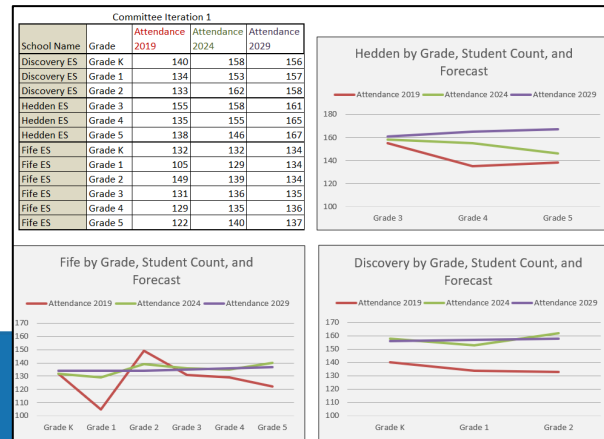 Committee Iteration 1
School Name Grade Attendance 2019 Attendance 2024 Attendance 2029
Discovery ES Grade K 140 158 156
Discovery ES Grade 1 134 153 157
Discovery ES Grade 2 133 162 158
Hedden ES Grade 3 155 158 161
Hedden ES Grade 4 135 155 165
Hedden ES Grade 5 138 146 167
Fife ES Grade K 132 132 134
Fife ES Grade 1 105 129 134
Fife ES Grade 2 149 139 134
Fife ES Grade 3 131 136 135
Fife ES Grade 4 129 135 136
Fife ES Grade 5 122 140 137
Hedden by Grade, Student Count, and
Forecast
Attendance 2019 Attendance 2024 Attendance 2029
180
160
140
120
100
Grade 3 Grade 4 Grade 5
Fife by Grade, Student Count, and
Forecast
Attendance 2019 Attendance 2024 Attendance 2029
170
160
150
140
130
120
110
100
Grade K Grade 1 Grade 2 Grade 3 Grade 4 Grade 5
Discovery by Grade, Student Count, and
Forecast
Attendance 2019 Attendance 2024 Attendance 2029
170
160
150
140
130
120
110
100
Grade K Grade 1 Grade 2